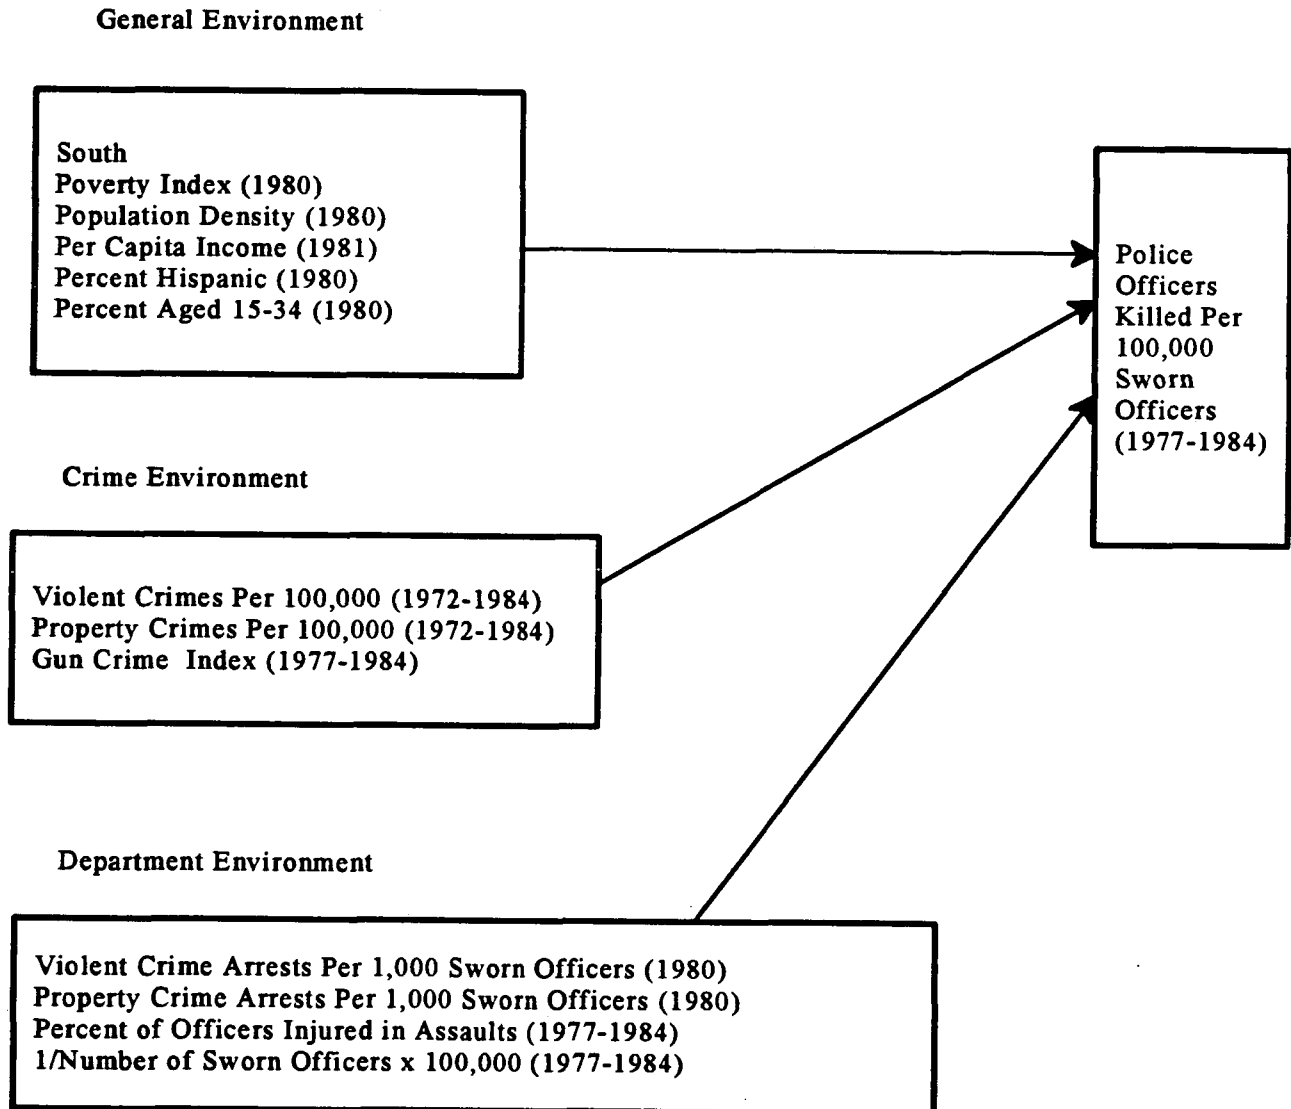 General Environment
South
Poverty Index (1980)
Population Density (1980)
Per Capita Income (1981)
Percent Hispanic (1980)
Percent Aged 15-34 (1980)
Police
Officers
Killed Per
100,000
Sworn
Officers
(1977-1984)
Crime Environment
Violent Crimes Per 100,000 (1972-1984)
Property Crimes Per 100,000 (1972-1984)
Gun Crime Index (1977-1984)
Department Environment
Violent Crime Arrests Per 1,000 Sworn Officers (1980)
Property Crime Arrests Per 1,000 Sworn Officers (1980)
Percent of Officers Injured in Assaults (1977-1984)
1/Number of Sworn Officers x 100,000 (1977-1984)